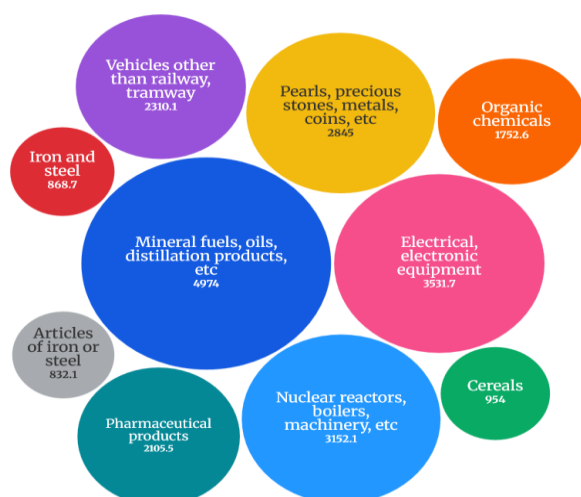 Vehicles other
than railway,
tramway
2310.1
Pearls, precious
stones, metals,
coins, etc
2845
Organic
chemicals
1752.6
Iron and
steel
868.7
Mineral fuels, oils,
distillation products,
etc
4974
Electrical,
electronic
equipment
3531.7
Articles
of iron or
steel
832.1
Nuclear reactors,
boilers,
machinery, etc
3152.1
Cereals
954
Pharmaceutical
products
2105.5